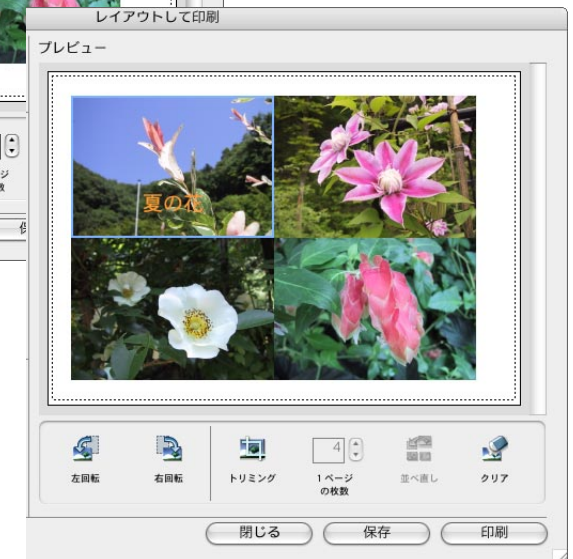 レイアウトして印刷
プレビュー
夏の花
4
左回転
右回転
トリミング
1 ページ
の枚数
並べ直し
クリア
閉じる
保存
印刷